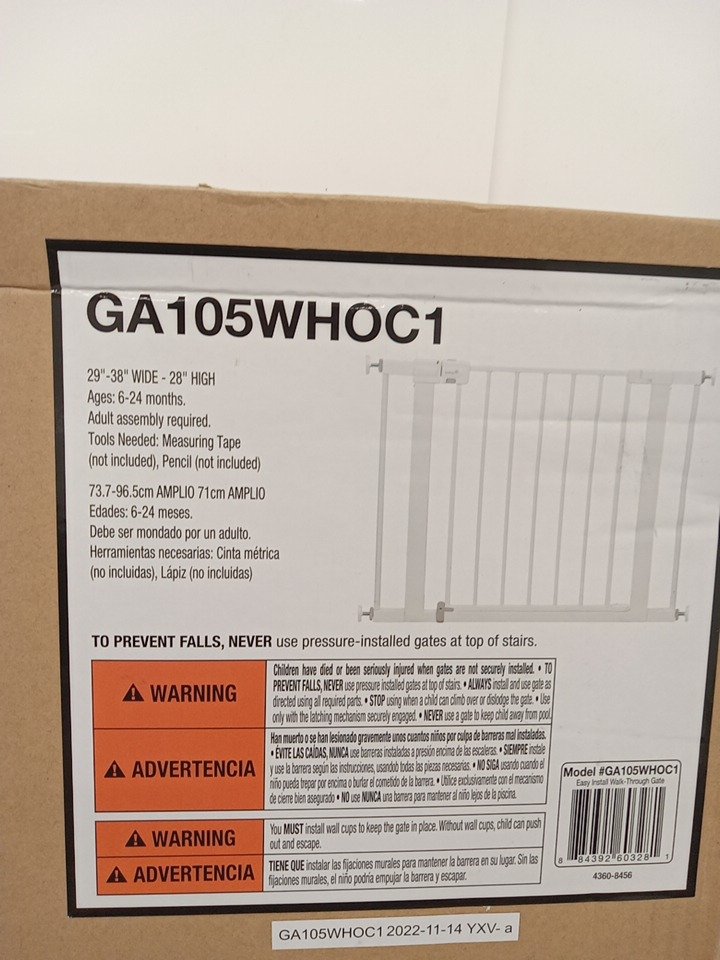 GA105WHOC1
29"-38" WIDE - 28" HIGH
Ages: 6-24 months.
Adult assembly required.
Tools Needed: Measuring Tape
(not included), Pencil (not included)
73.7-96.5cm AMPLIO 71cm AMPLIO
Edades: 6-24 meses.
Debe ser mondado por un adulto.
Herramientas necesarias: Cinta métrica
(no incluidas), Lápiz (no incluidas)
TO PREVENT FALLS, NEVER use pressure-installed gates at top of stairs.
WARNING
Children have died or been seriously injured when gates are not securely installed. • TO
PREVENT FALLS, NEVER use pressure installed gates at top of stairs. • ALWAYS install and use gate as
directed using all required parts. • STOP using when a child can climb over or dislodge the gate. • Use
only with the latching mechanism securely engaged. • NEVER use a gate to keep child away from pool.
ADVERTENCIA
Han muerto o se han lesionado gravemente unos cuantos niños por culpa de barreras mal instaladas.
• ÉVITE LAS CAÍDAS, NUNCA use barreras instaladas a presión encima de las escaleras. • SIEMPRE instale
y use la barrera según las instrucciones, usandob todas las piezas necesarias. • NO SIGA usando cuando el
niño pueda trepar por encima o burlar el cometido de la barrera. • Utilice exclusivamente con el mecanismo
de cierre bien asegurado • NO use NUNCA una barrera para mantener al niño lejos de la piscina.
WARNING
You MUST install wall cups to keep the gate in place. Without wall cups, child can push
out and escape.
ADVERTENCIA
TIENE QUE instalar las fijaciones murales para mantener la barrera en su lugar. Sin las
fijaciones murales, el niño podría empujar la barrera y escapar.
Model #GA105WHOC1
Easy Install Walk-Through Gate
8 84392 60328 1
4360-8456
GA105WHOC1 2022-11-14 YXV- a